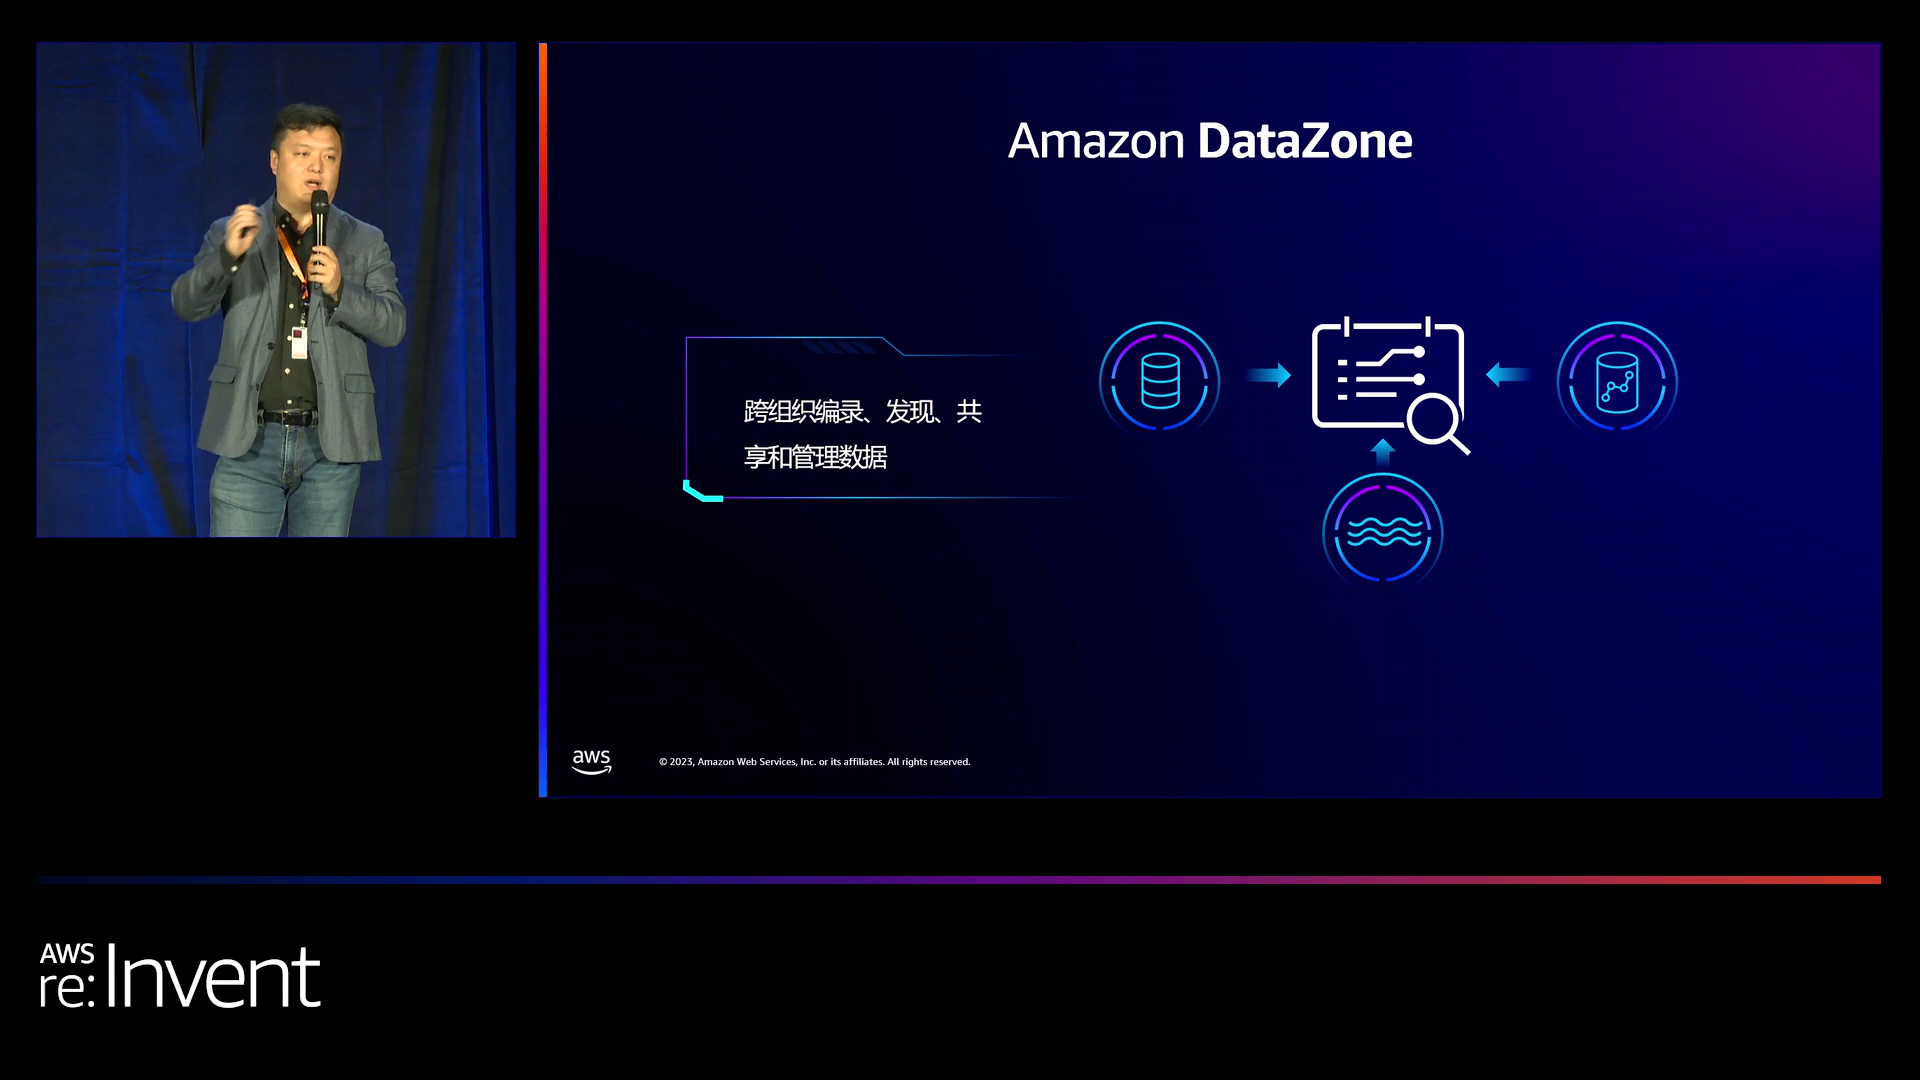 Amazon DataZone
跨组织编录、发现、共
享和管理数据
aws
© 2023, Amazon Web Services, Inc. or its affiliates. All rights reserved.
AWS
re:Invent